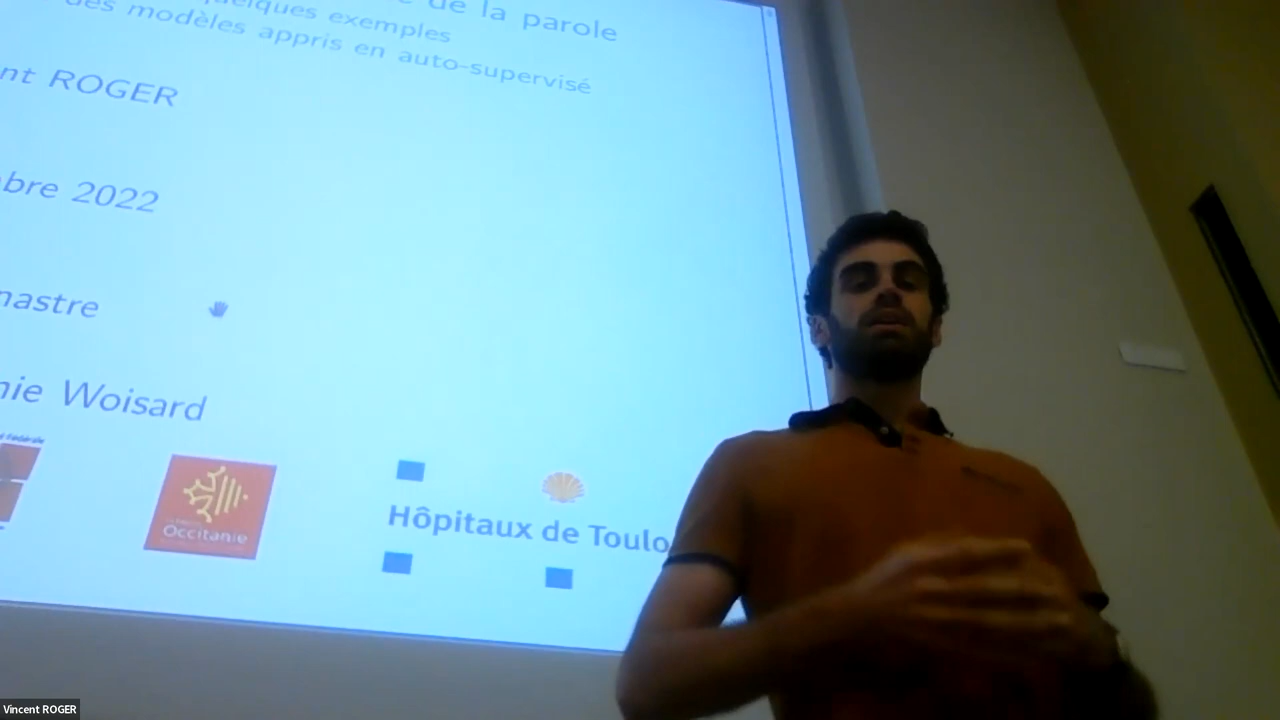 de la parole
quelques exemples
des modèles appris en auto-supervisé
nt ROGER
bre 2022
nastre
nie Woisard
Occitanie
Hôpitaux de Toulo
Vincent ROGER